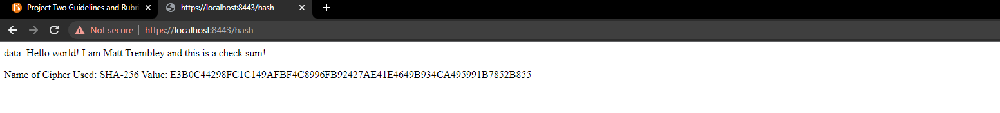 Project Two Guidelines and Rubri
https://localhost:8443/hash
Not secure https://localhost:8443/hash
data: Hello world! I am Matt Trembley and this is a check sum!
Name of Cipher Used: SHA-256 Value: E3B0C44298FC1C149AFBF4C8996FB92427AE41E4649B934CA495991B7852B855